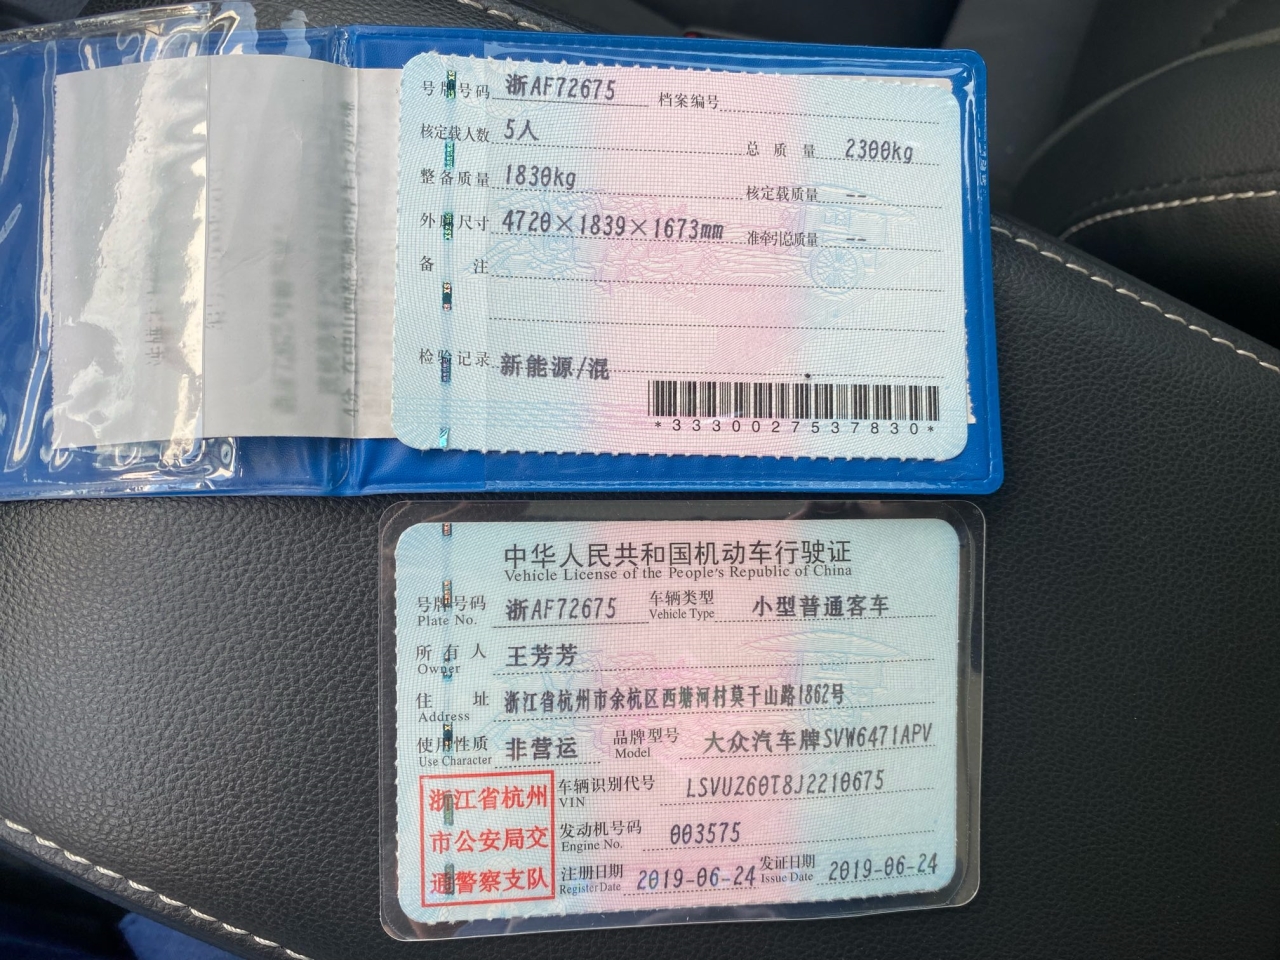 号牌号码 浙AF72675 档案编号
核定载人数 5人 总质量 2300kg
整备质量 1830kg 核定载质量 --
外廓尺寸 4720×1839×1673mm 准牵引总质量 --
备注
检验记录 新能源/混
*3330027537830*
中华人民共和国机动车行驶证
Vehicle License of the People's Republic of China
号牌号码 浙AF72675 车辆类型 小型普通客车
Plate No. Vehicle Type
所有人 王芳芳
Owner
住址 浙江省杭州市余杭区西塘河村莫干山路1862号
Address
使用性质 非营运 品牌型号 大众汽车牌SVW6471APV
Use Character Model
浙江省杭州
市公安局交
通警察支队
车辆识别代号 LSVUZ60T8J2210675
VIN
发动机号码 003575
Engine No.
注册日期 2019-06-24 发证日期 2019-06-24
Register Date Issue Date